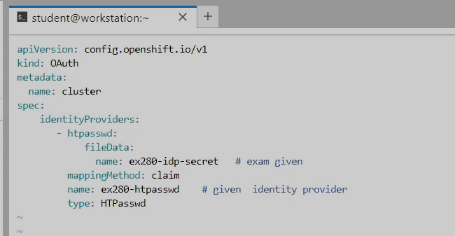 student@workstation:~
apiVersion: config.openshift.io/v1
kind: OAuth
metadata:
  name: cluster
spec:
    identityProviders:
      - htpasswd:
          fileData:
            name: ex280-idp-secret   # exam given
        mappingMethod: claim
        name: ex280-htpasswd    # given  identity provider
        type: HTPasswd
~
~